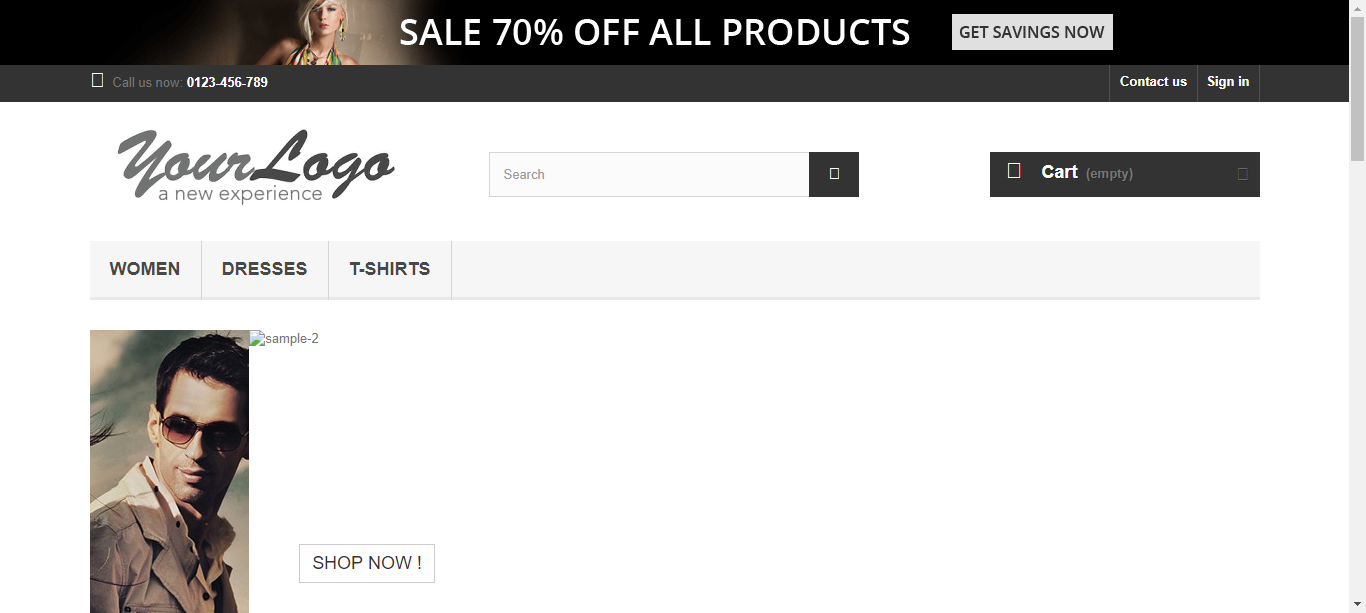 SALE 70% OFF ALL PRODUCTS GET SAVINGS NOW
Call us now: 0123-456-789 Contact us Sign in
YourLogo
a new experience
Search
Cart (empty)
WOMEN DRESSES T-SHIRTS
sample-2
SHOP NOW !